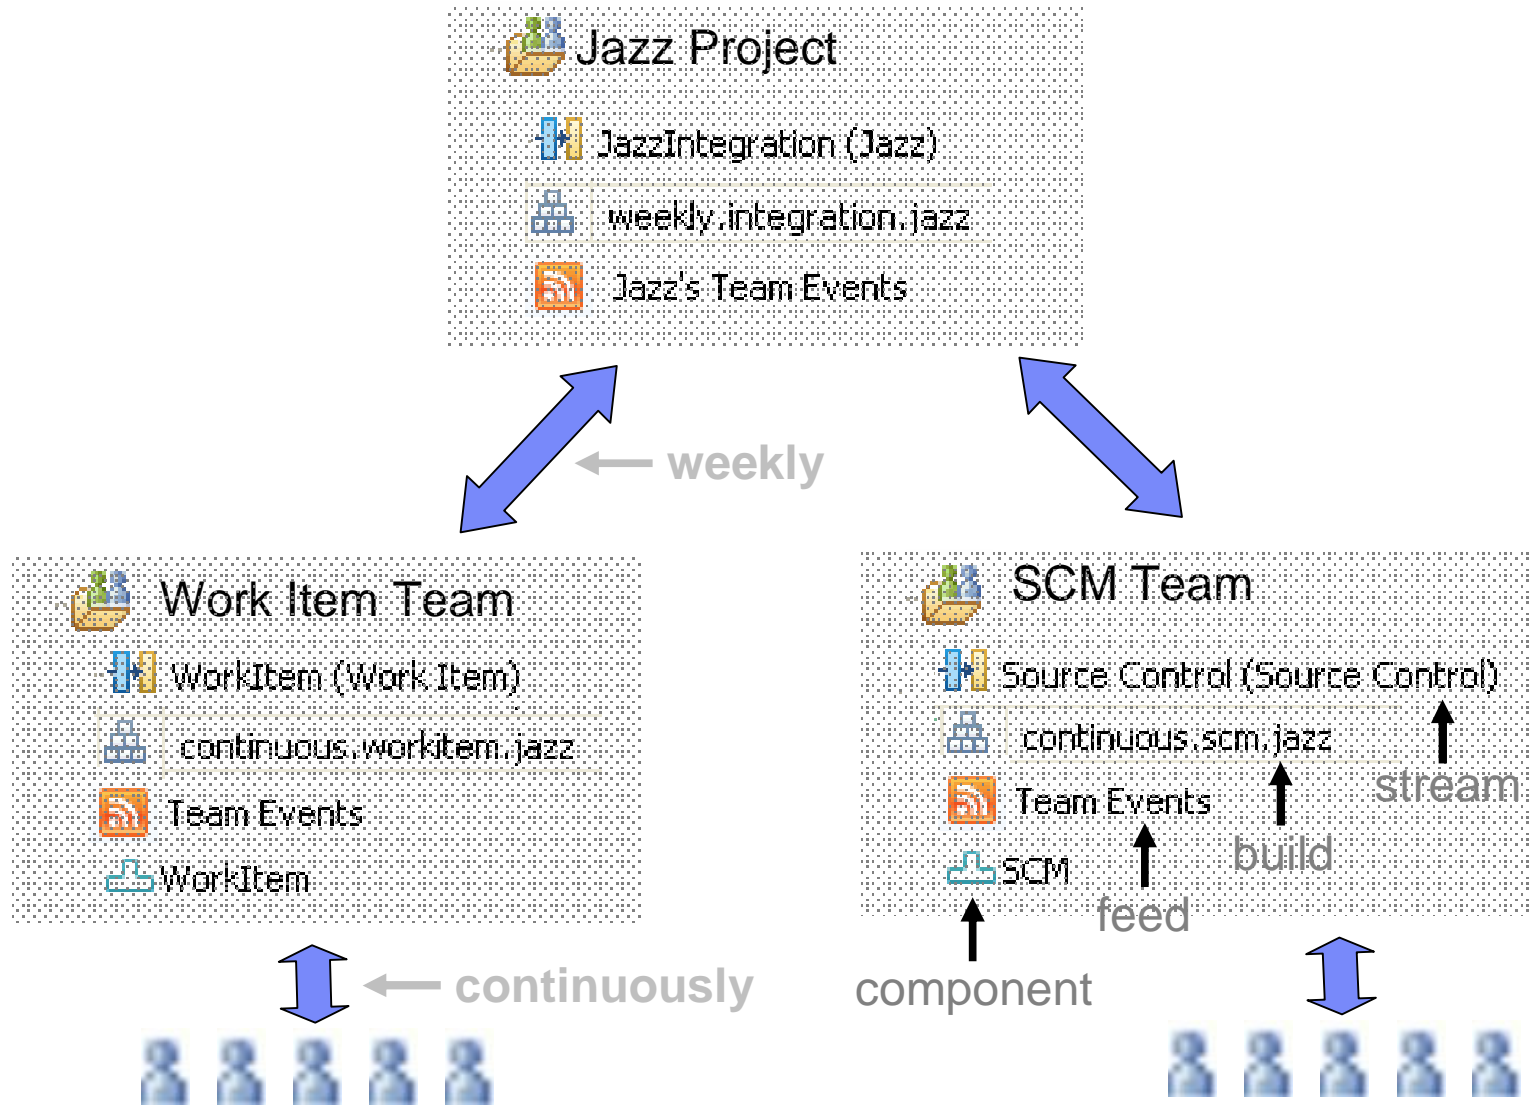 Jazz Project
JazzIntegration (Jazz)
weekly.integration.jazz
Jazz's Team Events
weekly
Work Item Team
WorkItem (Work Item)
continuous.workitem.jazz
Team Events
WorkItem
continuously
SCM Team
Source Control (Source Control)
continuous.scm.jazz
stream
Team Events
build
SCM
feed
component